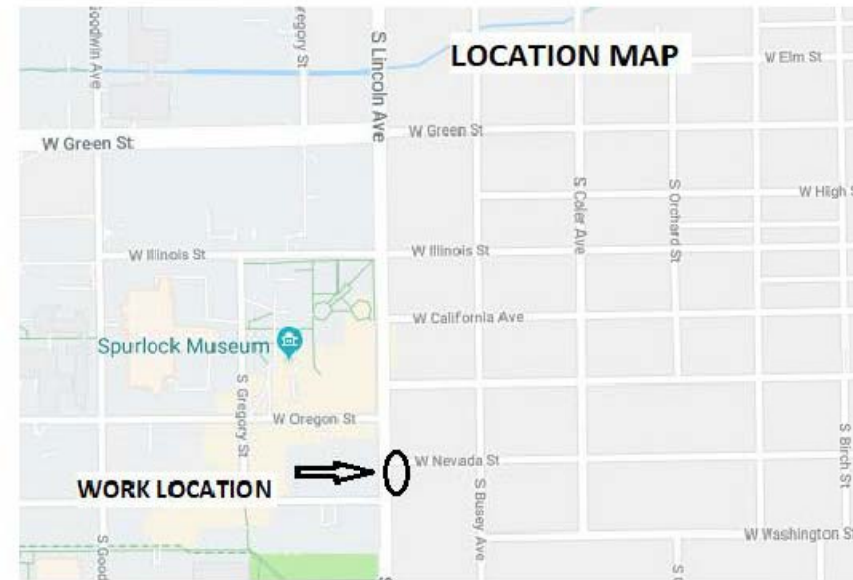 Goodwin Ave
Gregory St
S Lincoln Ave
LOCATION MAP
W Elm St
W Green St
W Green St
S Coler Ave
S Orchard St
W High
W Illinois St
W Illinois St
W California Ave
Spurlock Museum
S Gregory St
W Oregon St
S Birch St
W Nevada St
WORK LOCATION
S Busey Ave
W Washington St
S Good